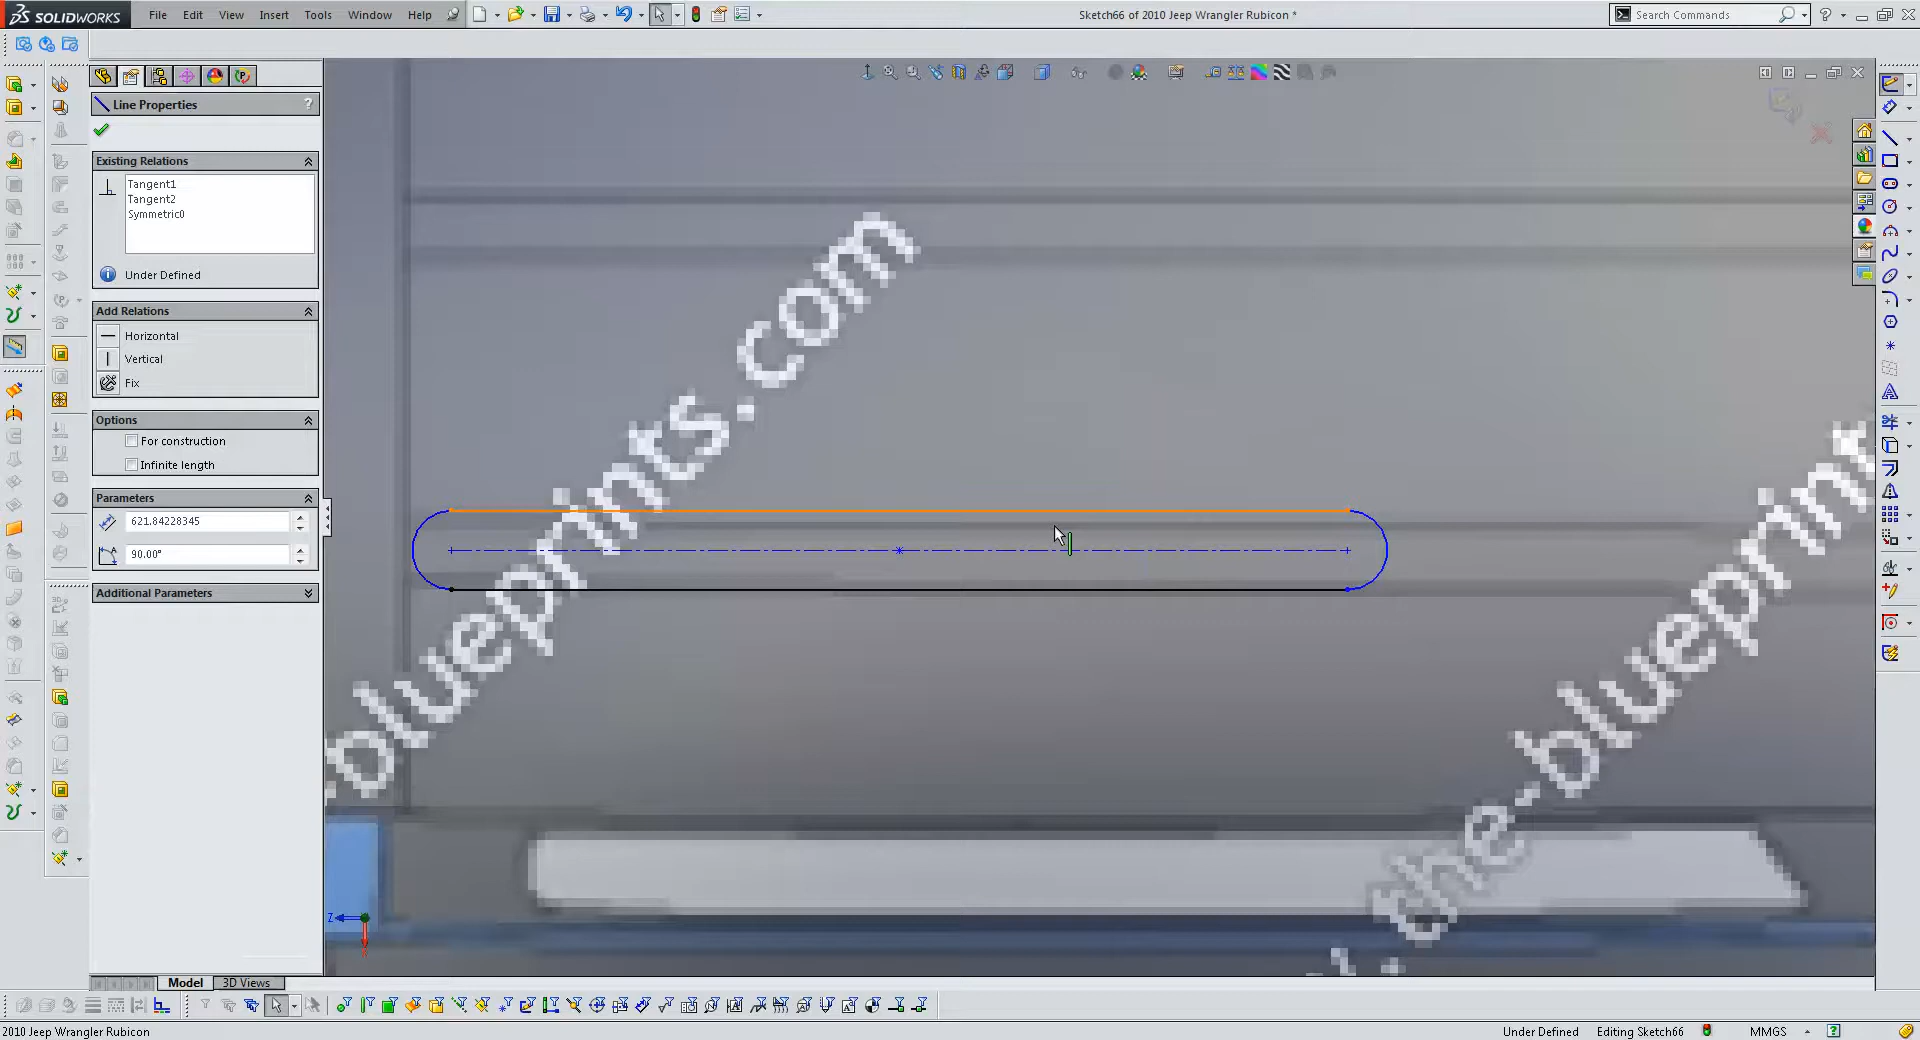 SOLIDWORKS
File Edit View Insert Tools Window Help
Sketch66 of 2010 Jeep Wrangler Rubicon *
Search Commands
Line Properties
?
Existing Relations
Tangent1
Tangent2
Symmetric0
Under Defined
Add Relations
Horizontal
Vertical
Fix
Options
For construction
Infinite length
Parameters
621.84228345
90.00°
Additional Parameters
blueprints.com
the-blueprint
Z
Model 3D Views
2010 Jeep Wrangler Rubicon
Under Defined Editing Sketch66 MMGS